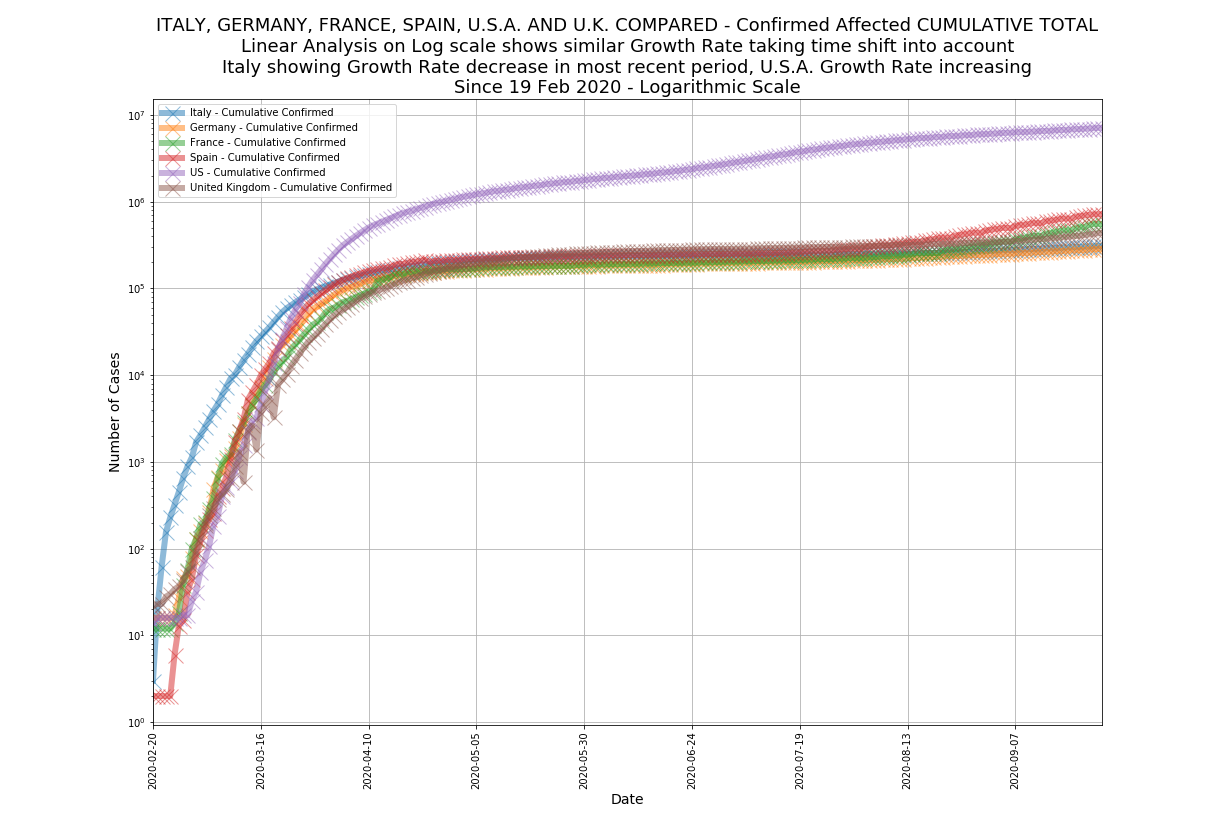 ITALY, GERMANY, FRANCE, SPAIN, U.S.A. AND U.K. COMPARED - Confirmed Affected CUMULATIVE TOTAL
Linear Analysis on Log scale shows similar Growth Rate taking time shift into account
Italy showing Growth Rate decrease in most recent period, U.S.A. Growth Rate increasing
Since 19 Feb 2020 - Logarithmic Scale
Italy - Cumulative Confirmed
Germany - Cumulative Confirmed
France - Cumulative Confirmed
Spain - Cumulative Confirmed
US - Cumulative Confirmed
United Kingdom - Cumulative Confirmed
Number of Cases
10⁷
10⁶
10⁵
10⁴
10³
10²
10¹
10⁰
2020-02-20
2020-03-16
2020-04-10
2020-05-05
2020-05-30
2020-06-24
2020-07-19
2020-08-13
2020-09-07
Date